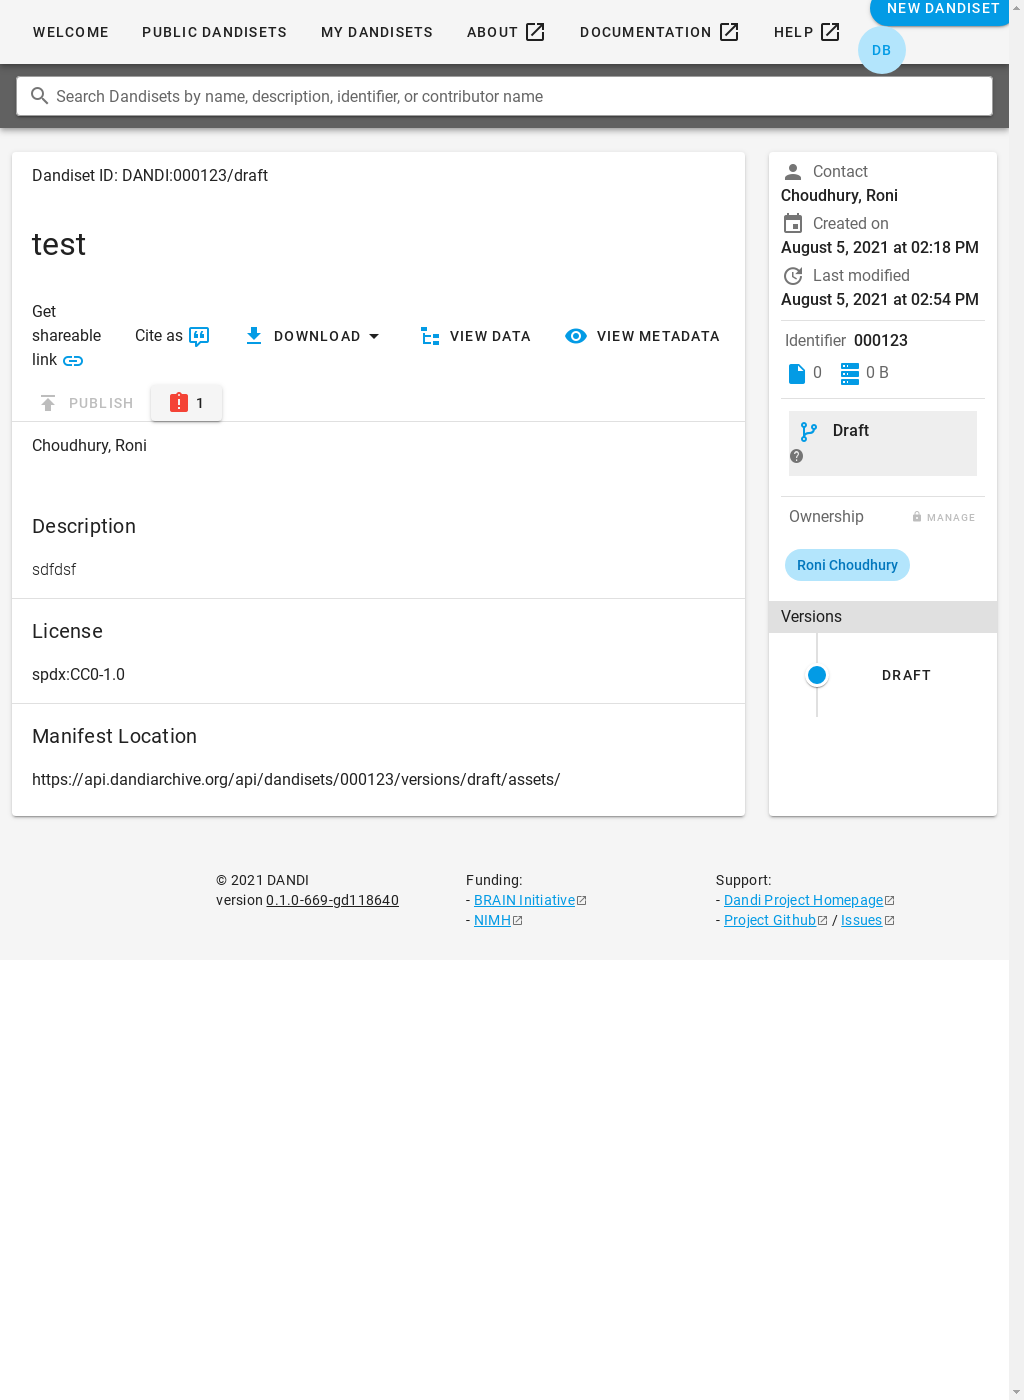 WELCOME PUBLIC DANDISETS MY DANDISETS ABOUT DOCUMENTATION HELP NEW DANDISET
DB
Search Dandisets by name, description, identifier, or contributor name
Dandiset ID: DANDI:000123/draft
test
Get shareable link
Cite as
DOWNLOAD
VIEW DATA
VIEW METADATA
PUBLISH
1
Choudhury, Roni
Description
sdfdsf
License
spdx:CC0-1.0
Manifest Location
https://api.dandiarchive.org/api/dandisets/000123/versions/draft/assets/
Contact
Choudhury, Roni
Created on
August 5, 2021 at 02:18 PM
Last modified
August 5, 2021 at 02:54 PM
Identifier 000123
0 0 B
Draft
Ownership MANAGE
Roni Choudhury
Versions
DRAFT
© 2021 DANDI
version 0.1.0-669-gd118640
Funding:
- BRAIN Initiative
- NIMH
Support:
- Dandi Project Homepage
- Project Github / Issues